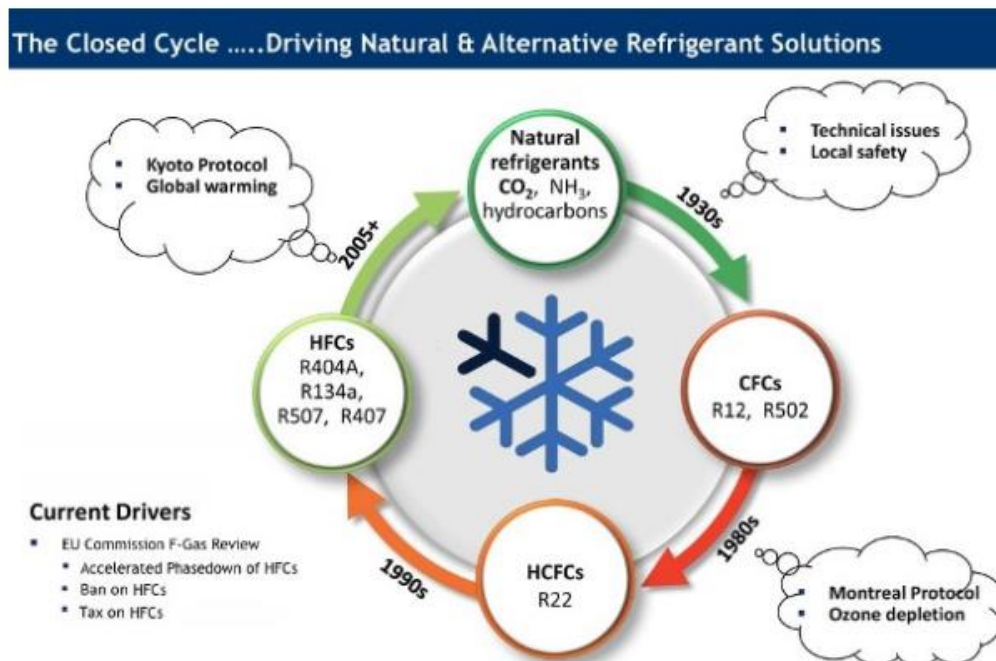 The Closed Cycle .....Driving Natural & Alternative Refrigerant Solutions
▪ Kyoto Protocol
▪ Global warming
Natural
refrigerants
CO₂, NH₃,
hydrocarbons
▪ Technical issues
▪ Local safety
2005+
1930s
HFCs
R404A,
R134a,
R507, R407
CFCs
R12, R502
Current Drivers
▪ EU Commission F-Gas Review
▪ Accelerated Phasedown of HFCs
▪ Ban on HFCs
▪ Tax on HFCs
1990s
HCFCs
R22
1980s
▪ Montreal Protocol
▪ Ozone depletion